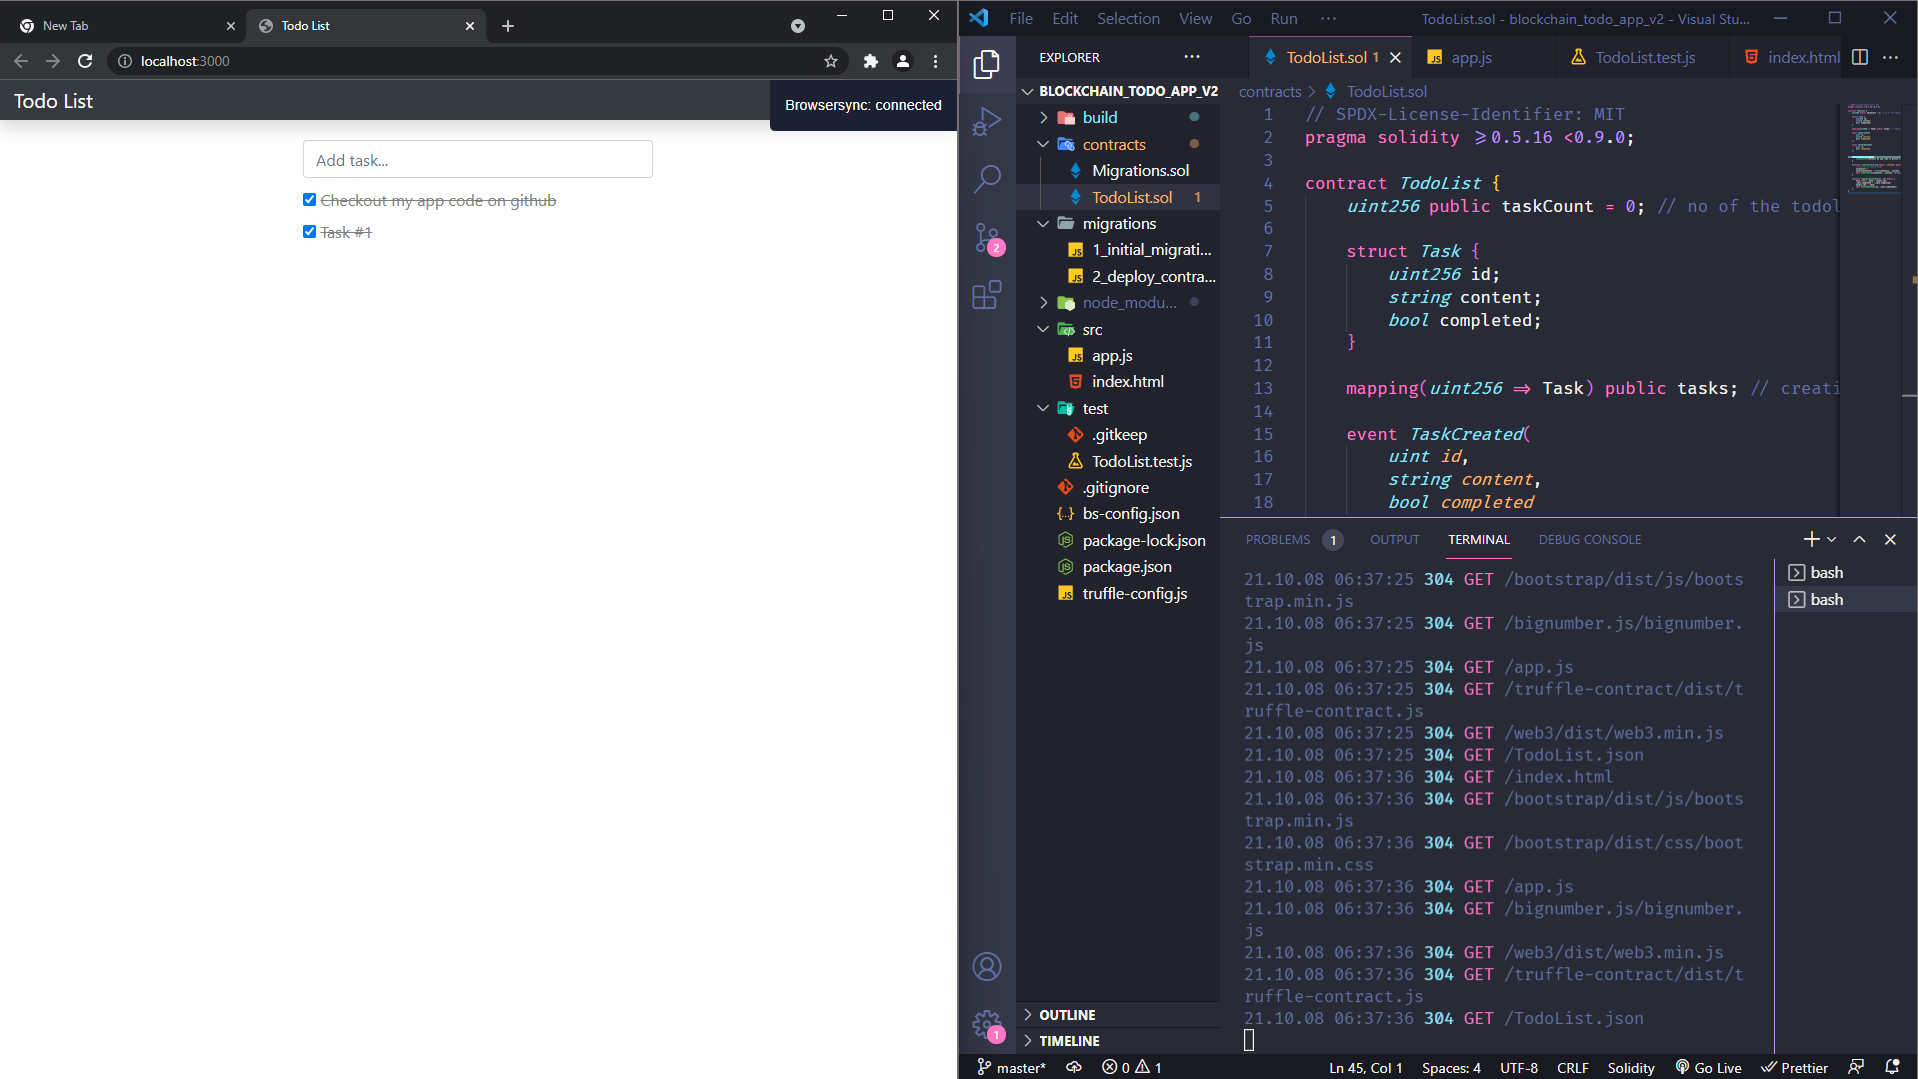 New Tab
Todo List
localhost:3000
Todo List
Browsersync: connected
Add task...
Checkout my app code on github
Task #1
File Edit Selection View Go Run ···
TodoList.sol - blockchain_todo_app_v2 - Visual Stu...
EXPLORER ···
BLOCKCHAIN_TODO_APP_V2
build
contracts
Migrations.sol
TodoList.sol 1
migrations
1_initial_migrati...
2_deploy_contra...
node_modu...
src
app.js
index.html
test
.gitkeep
TodoList.test.js
.gitignore
bs-config.json
package-lock.json
package.json
truffle-config.js
OUTLINE
TIMELINE
2
1
TodoList.sol 1
app.js
TodoList.test.js
index.html
contracts > TodoList.sol
1 // SPDX-License-Identifier: MIT
2 pragma solidity >=0.5.16 <0.9.0;
3
4 contract TodoList {
5 uint256 public taskCount = 0; // no of the todol
6
7 struct Task {
8 uint256 id;
9 string content;
10 bool completed;
11 }
12
13 mapping(uint256 => Task) public tasks; // creati
14
15 event TaskCreated(
16 uint id,
17 string content,
18 bool completed
PROBLEMS 1 OUTPUT TERMINAL DEBUG CONSOLE
21.10.08 06:37:25 304 GET /bootstrap/dist/js/boots
trap.min.js
21.10.08 06:37:25 304 GET /bignumber.js/bignumber.
js
21.10.08 06:37:25 304 GET /app.js
21.10.08 06:37:25 304 GET /truffle-contract/dist/t
ruffle-contract.js
21.10.08 06:37:25 304 GET /web3/dist/web3.min.js
21.10.08 06:37:25 304 GET /TodoList.json
21.10.08 06:37:36 304 GET /index.html
21.10.08 06:37:36 304 GET /bootstrap/dist/js/boots
trap.min.js
21.10.08 06:37:36 304 GET /bootstrap/dist/css/boot
strap.min.css
21.10.08 06:37:36 304 GET /app.js
21.10.08 06:37:36 304 GET /bignumber.js/bignumber.
js
21.10.08 06:37:36 304 GET /web3/dist/web3.min.js
21.10.08 06:37:36 304 GET /truffle-contract/dist/t
ruffle-contract.js
21.10.08 06:37:36 304 GET /TodoList.json
bash
bash
master* 0 1
Ln 45, Col 1 Spaces: 4 UTF-8 CRLF Solidity Go Live Prettier